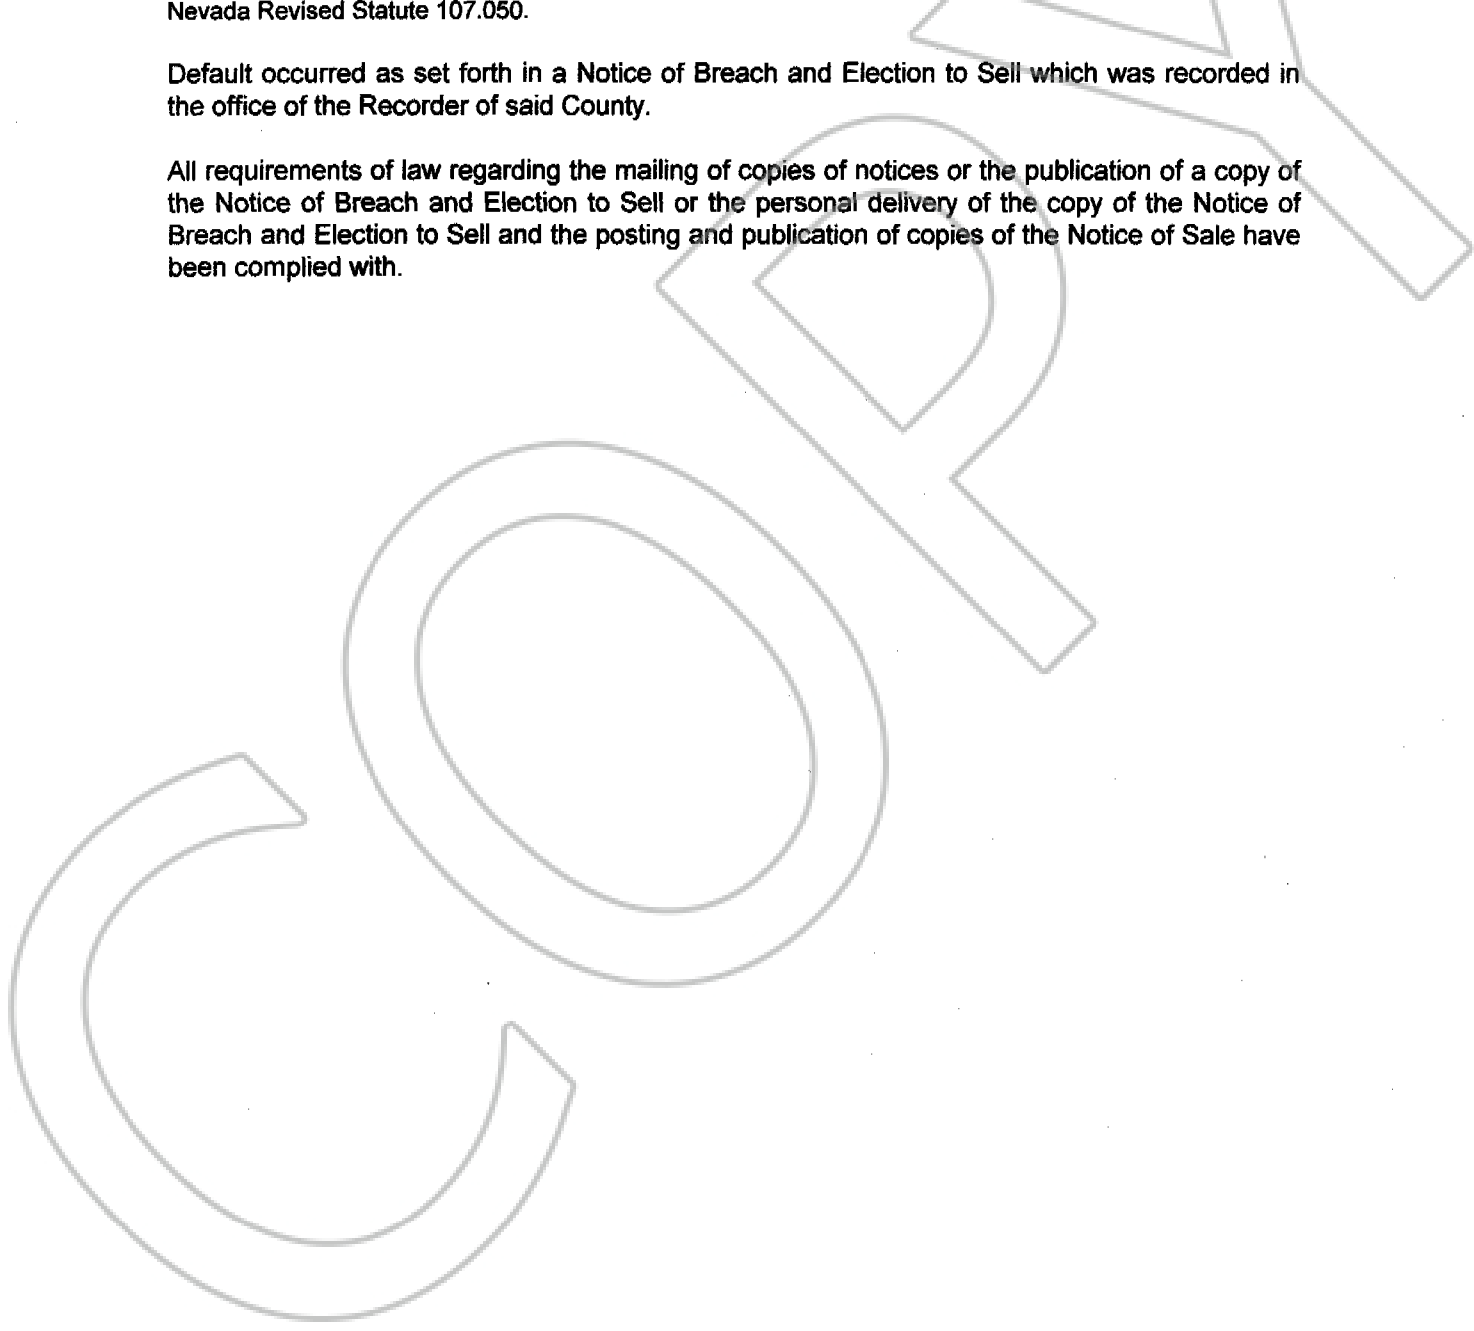 Nevada Revised Statute 107.050.
Default occurred as set forth in a Notice of Breach and Election to Sell which was recorded in
the office of the Recorder of said County.
All requirements of law regarding the mailing of copies of notices or the publication of a copy of
the Notice of Breach and Election to Sell or the personal delivery of the copy of the Notice of
Breach and Election to Sell and the posting and publication of copies of the Notice of Sale have
been complied with.
COPY